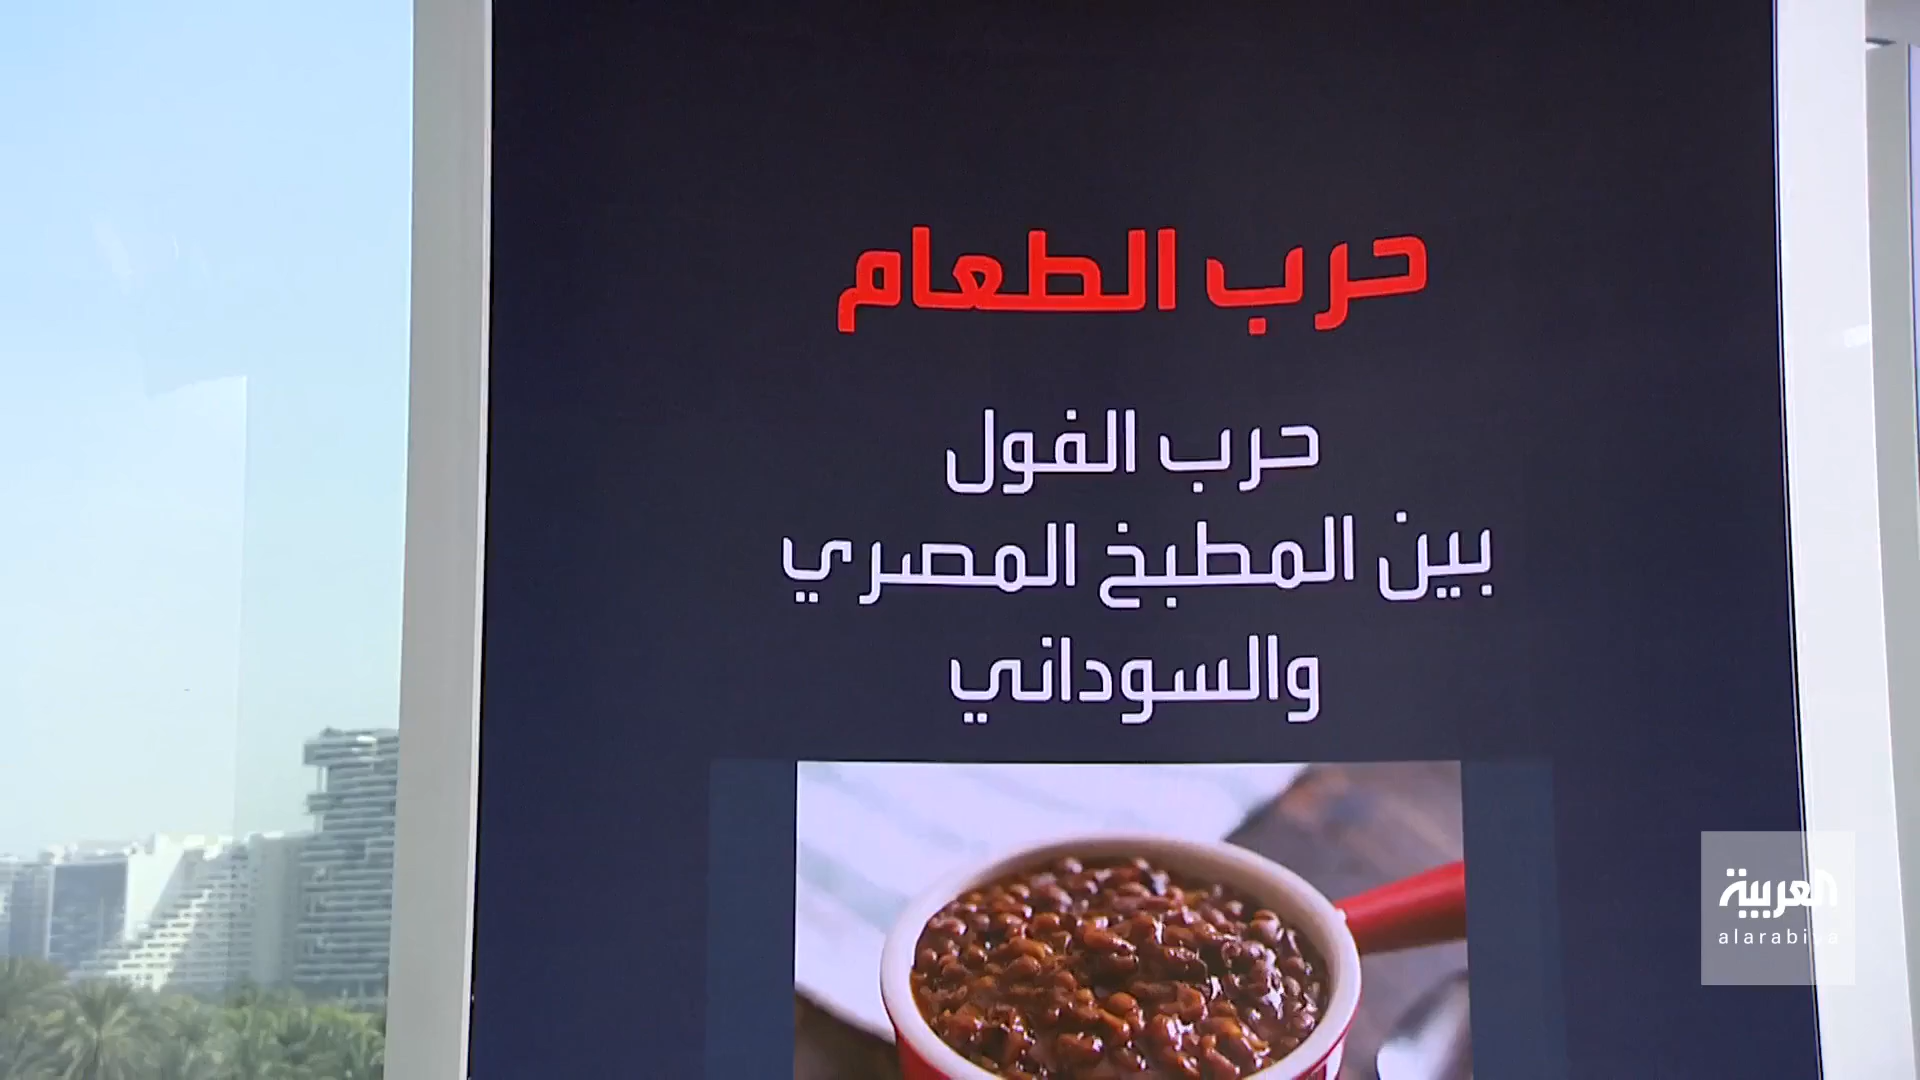 حرب الطعام
حرب الفول
بين المطبخ المصري
والسوداني
العربية
alarabiya